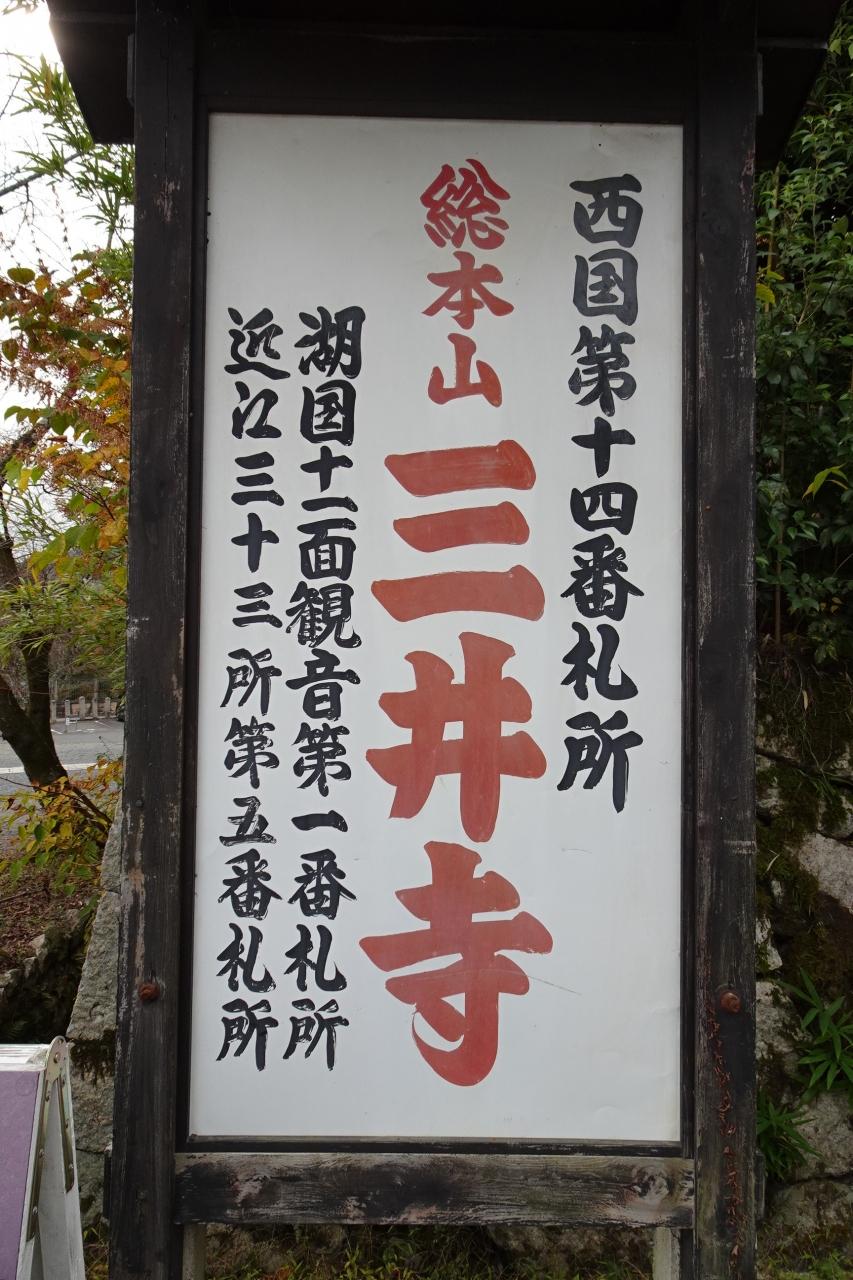 西国第十四番札所
総本山三井寺
湖国十一面観音第一番札所
近江三十三所第五番札所